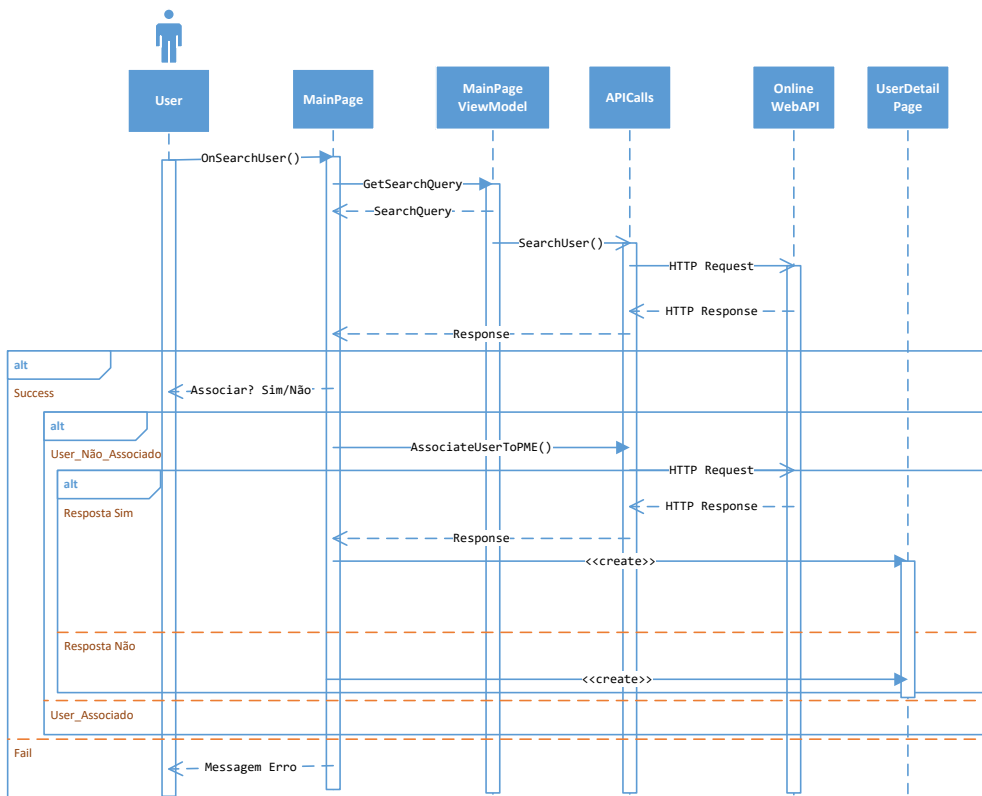 User
MainPage
MainPage
ViewModel
APICalls
Online
WebAPI
UserDetail
Page
OnSearchUser()
GetSearchQuery
SearchQuery
SearchUser()
HTTP Request
HTTP Response
Response
alt
Success
Associar? Sim/Não
alt
User_Não_Associado
AssociateUserToPME()
HTTP Request
alt
Resposta Sim
HTTP Response
Response
<<create>>
Resposta Não
<<create>>
User_Associado
Fail
Messagem Erro